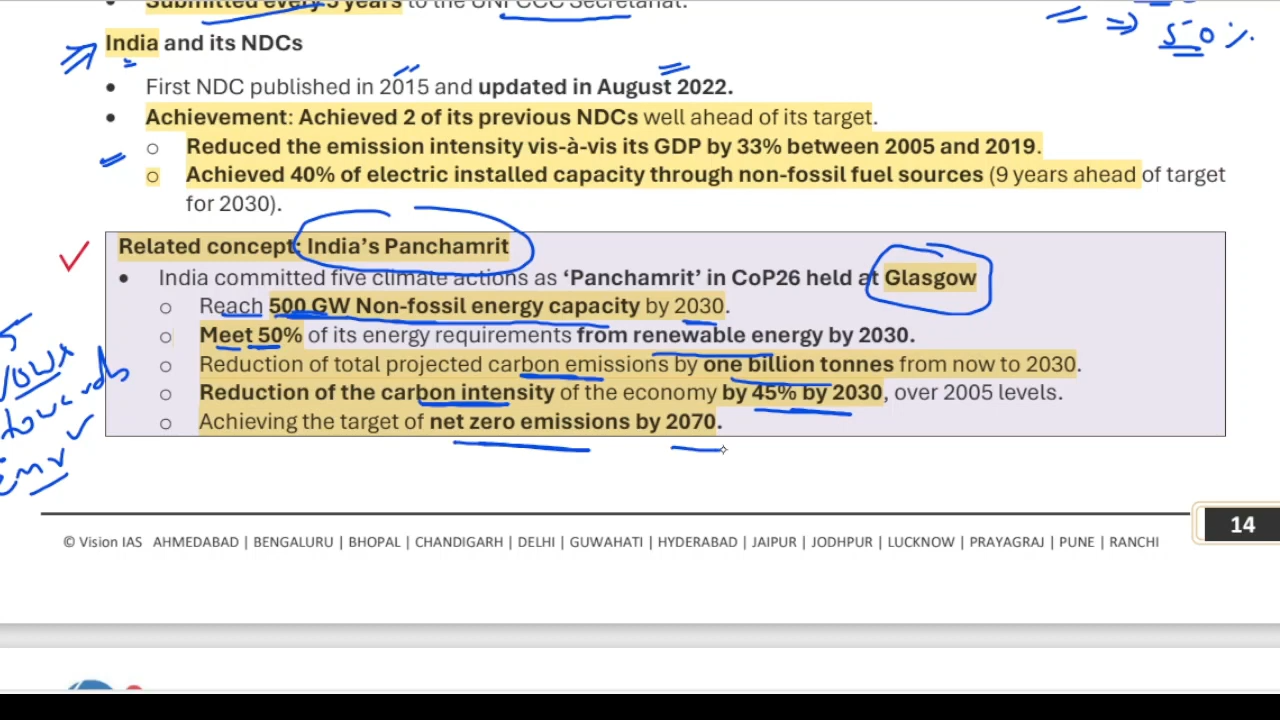 • Submitted every 5 years to the UNFCCC Secretariat.
50%
India and its NDCs
• First NDC published in 2015 and updated in August 2022.
• Achievement: Achieved 2 of its previous NDCs well ahead of its target.
○ Reduced the emission intensity vis-à-vis its GDP by 33% between 2005 and 2019.
○ Achieved 40% of electric installed capacity through non-fossil fuel sources (9 years ahead of target
for 2030).
Related concept: India’s Panchamrit
• India committed five climate actions as ‘Panchamrit’ in CoP26 held at Glasgow
○ Reach 500 GW Non-fossil energy capacity by 2030.
○ Meet 50% of its energy requirements from renewable energy by 2030.
○ Reduction of total projected carbon emissions by one billion tonnes from now to 2030.
○ Reduction of the carbon intensity of the economy by 45% by 2030, over 2005 levels.
○ Achieving the target of net zero emissions by 2070.
towards
14
© Vision IAS AHMEDABAD | BENGALURU | BHOPAL | CHANDIGARH | DELHI | GUWAHATI | HYDERABAD | JAIPUR | JODHPUR | LUCKNOW | PRAYAGRAJ | PUNE | RANCHI